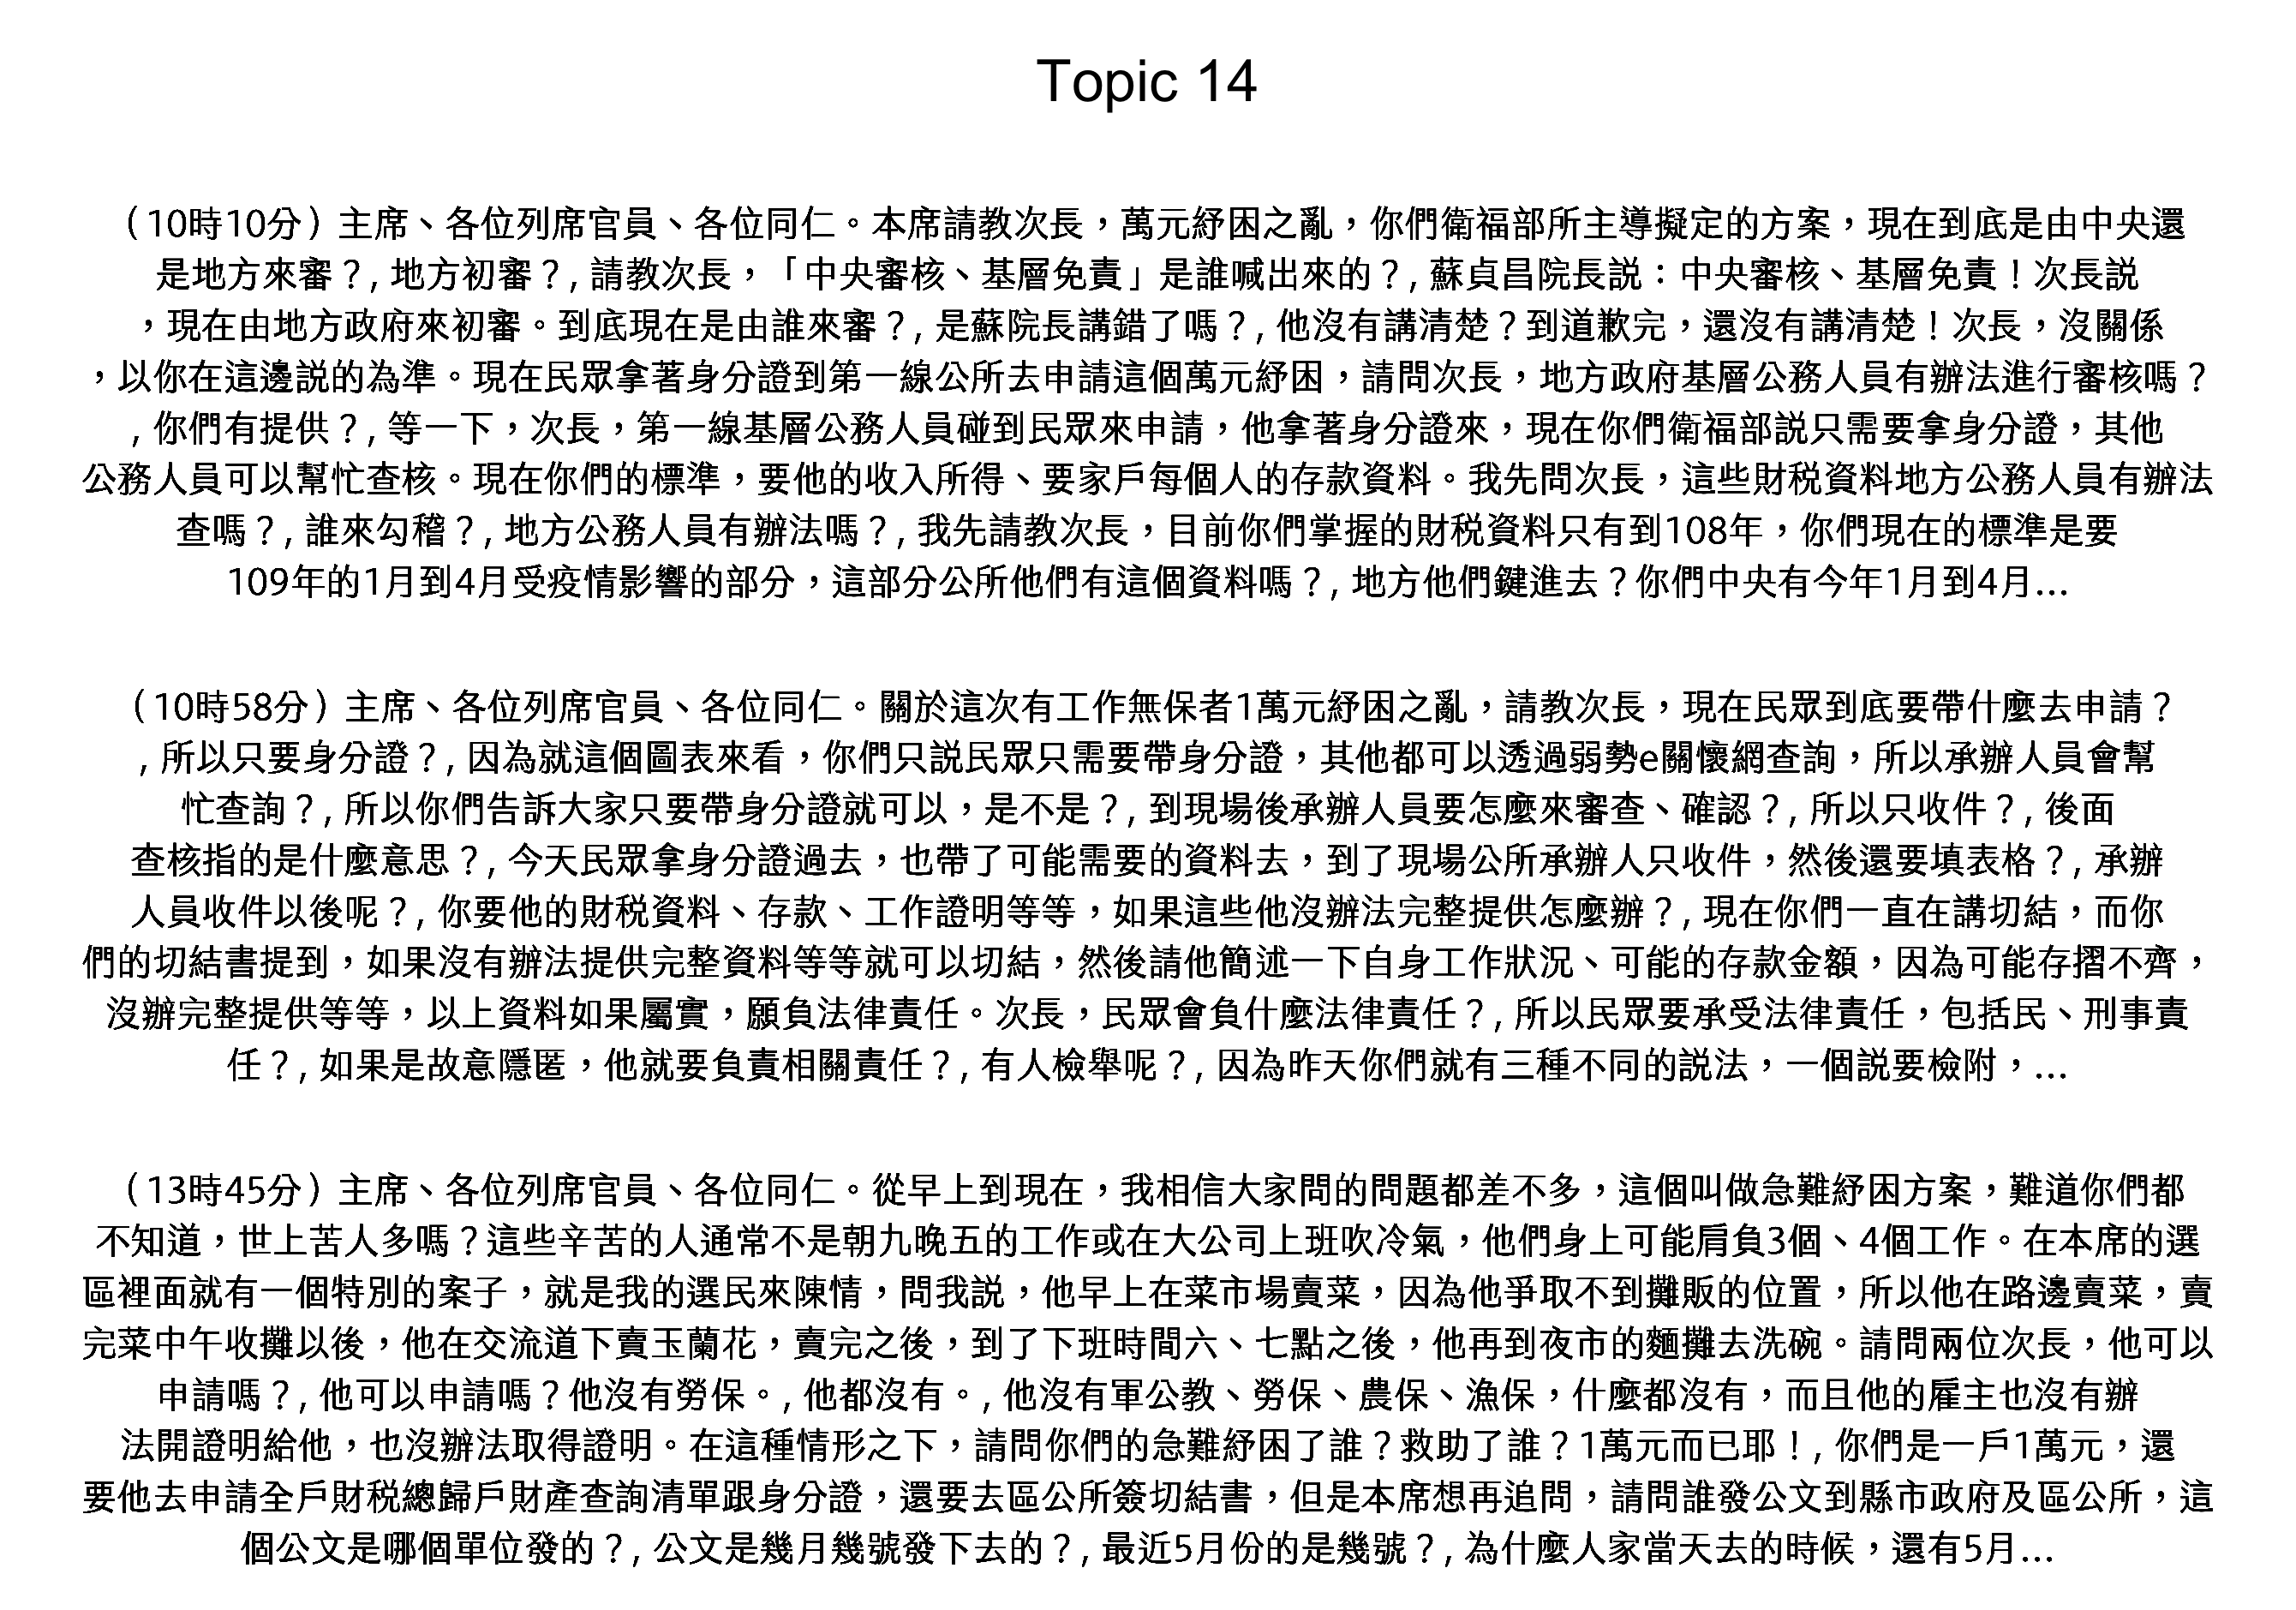 Topic 14
（10時10分）主席、各位列席官員、各位同仁。本席請教次長，萬元紓困之亂，你們衛福部所主導擬定的方案，現在到底是由中央還
是地方來審？, 地方初審？, 請教次長，「中央審核、基層免責」是誰喊出來的？, 蘇貞昌院長說：中央審核、基層免責！次長說
，現在由地方政府來初審。到底現在是由誰來審？, 是蘇院長講錯了嗎？, 他沒有講清楚？到道歉完，還沒有講清楚！次長，沒關係
，以你在這邊說的為準。現在民眾拿著身分證到第一線公所去申請這個萬元紓困，請問次長，地方政府基層公務人員有辦法進行審核嗎？
, 你們有提供？, 等一下，次長，第一線基層公務人員碰到民眾來申請，他拿著身分證來，現在你們衛福部說只需要拿身分證，其他
公務人員可以幫忙查核。現在你們的標準，要他的收入所得、要家戶每個人的存款資料。我先問次長，這些財稅資料地方公務人員有辦法
查嗎？, 誰來勾稽？, 地方公務人員有辦法嗎？, 我先請教次長，目前你們掌握的財稅資料只有到108年，你們現在的標準是要
109年的1月到4月受疫情影響的部分，這部分公所他們有這個資料嗎？, 地方他們鍵進去？你們中央有今年1月到4月...
（10時58分）主席、各位列席官員、各位同仁。關於這次有工作無保者1萬元紓困之亂，請教次長，現在民眾到底要帶什麼去申請？
, 所以只要身分證？, 因為就這個圖表來看，你們只說民眾只需要帶身分證，其他都可以透過弱勢e關懷網查詢，所以承辦人員會幫
忙查詢？, 所以你們告訴大家只要帶身分證就可以，是不是？, 到現場後承辦人員要怎麼來審查、確認？, 所以只收件？, 後面
查核指的是什麼意思？, 今天民眾拿身分證過去，也帶了可能需要的資料去，到了現場公所承辦人只收件，然後還要填表格？, 承辦
人員收件以後呢？, 你要他的財稅資料、存款、工作證明等等，如果這些他沒辦法完整提供怎麼辦？, 現在你們一直在講切結，而你
們的切結書提到，如果沒有辦法提供完整資料等等就可以切結，然後請他簡述一下自身工作狀況、可能的存款金額，因為可能存摺不齊，
沒辦完整提供等等，以上資料如果屬實，願負法律責任。次長，民眾會負什麼法律責任？, 所以民眾要承受法律責任，包括民、刑事責
任？, 如果是故意隱匿，他就要負責相關責任？, 有人檢舉呢？, 因為昨天你們就有三種不同的說法，一個說要檢附，...
（13時45分）主席、各位列席官員、各位同仁。從早上到現在，我相信大家問的問題都差不多，這個叫做急難紓困方案，難道你們都
不知道，世上苦人多嗎？這些辛苦的人通常不是朝九晚五的工作或在大公司上班吹冷氣，他們身上可能肩負3個、4個工作。在本席的選
區裡面就有一個特別的案子，就是我的選民來陳情，問我說，他早上在菜市場賣菜，因為他爭取不到攤販的位置，所以他在路邊賣菜，賣
完菜中午收攤以後，他在交流道下賣玉蘭花，賣完之後，到了下班時間六、七點之後，他再到夜市的麵攤去洗碗。請問兩位次長，他可以
申請嗎？, 他可以申請嗎？他沒有勞保。, 他都沒有。, 他沒有軍公教、勞保、農保、漁保，什麼都沒有，而且他的雇主也沒有辦
法開證明給他，也沒辦法取得證明。在這種情形之下，請問你們的急難紓困了誰？救助了誰？1萬元而已耶！, 你們是一戶1萬元，還
要他去申請全戶財稅總歸戶財產查詢清單跟身分證，還要去區公所簽切結書，但是本席想再追問，請問誰發公文到縣市政府及區公所，這
個公文是哪個單位發的？, 公文是幾月幾號發下去的？, 最近5月份的是幾號？, 為什麼人家當天去的時候，還有5月...